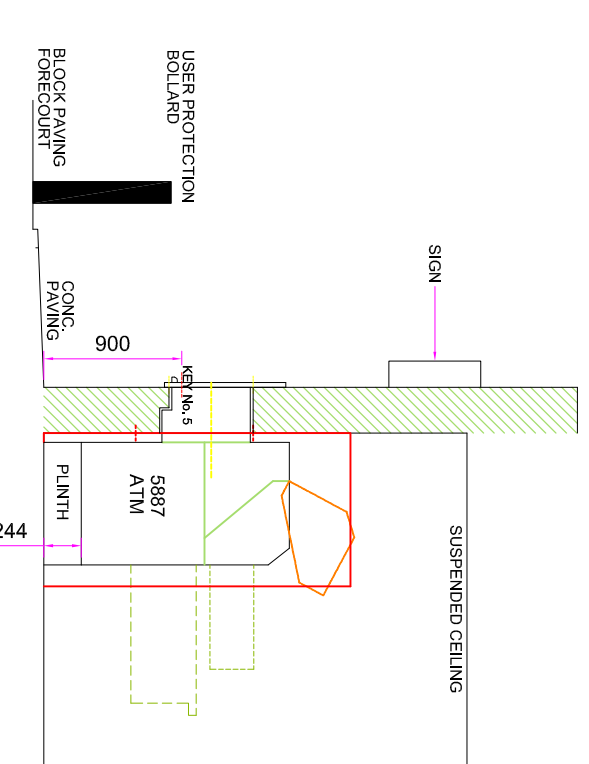 USER PROTECTION
BOLLARD
BLOCK PAVING
FORECOURT
SIGN
CONC.
PAVING
900
KEY No. 5
5887
ATM
PLINTH
244
SUSPENDED CEILING